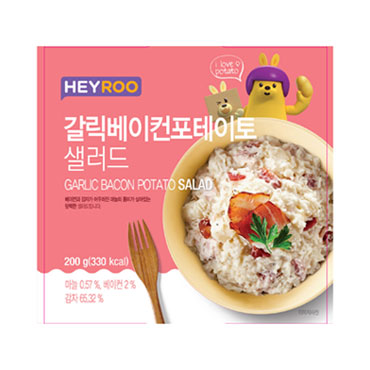 i love
potato
HEYROO
갈릭베이컨포테이토
샐러드
GARLIC BACON POTATO SALAD
200 g(330 kcal)
마늘 0.57 %, 베이컨 2 %
감자 65.32 %